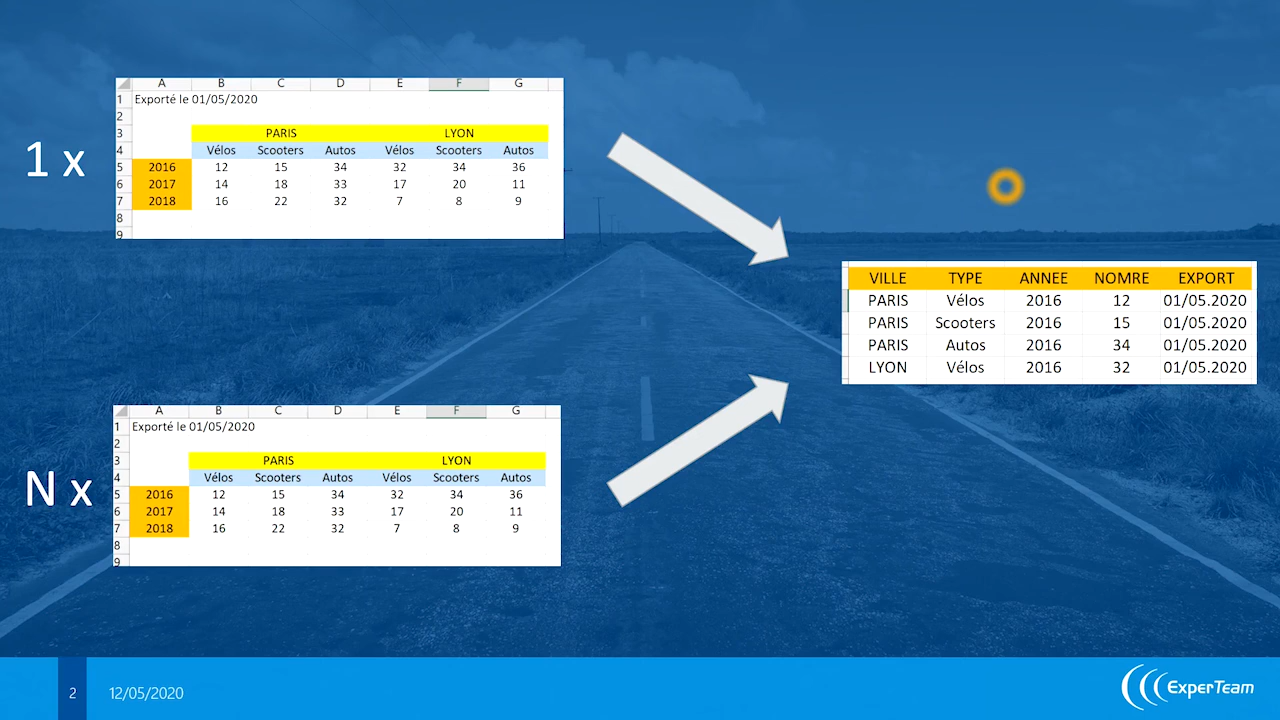 1 x
A B C D E F G
1 Exporté le 01/05/2020
2
3 PARIS LYON
4 Vélos Scooters Autos Vélos Scooters Autos
5 2016 12 15 34 32 34 36
6 2017 14 18 33 17 20 11
7 2018 16 22 32 7 8 9
8
9
VILLE TYPE ANNEE NOMRE EXPORT
PARIS Vélos 2016 12 01/05.2020
PARIS Scooters 2016 15 01/05.2020
PARIS Autos 2016 34 01/05.2020
LYON Vélos 2016 32 01/05.2020
N x
A B C D E F G
1 Exporté le 01/05/2020
2
3 PARIS LYON
4 Vélos Scooters Autos Vélos Scooters Autos
5 2016 12 15 34 32 34 36
6 2017 14 18 33 17 20 11
7 2018 16 22 32 7 8 9
8
9
2 12/05/2020
ExperTeam